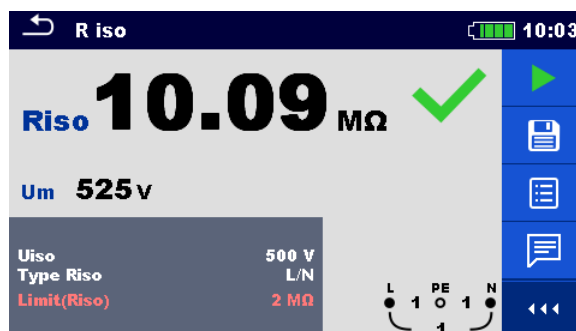 R iso 10:03
Riso 10.09 MΩ
Um 525 V
Uiso 500 V
Type Riso L/N
Limit(Riso) 2 MΩ
L PE N
1 1
1